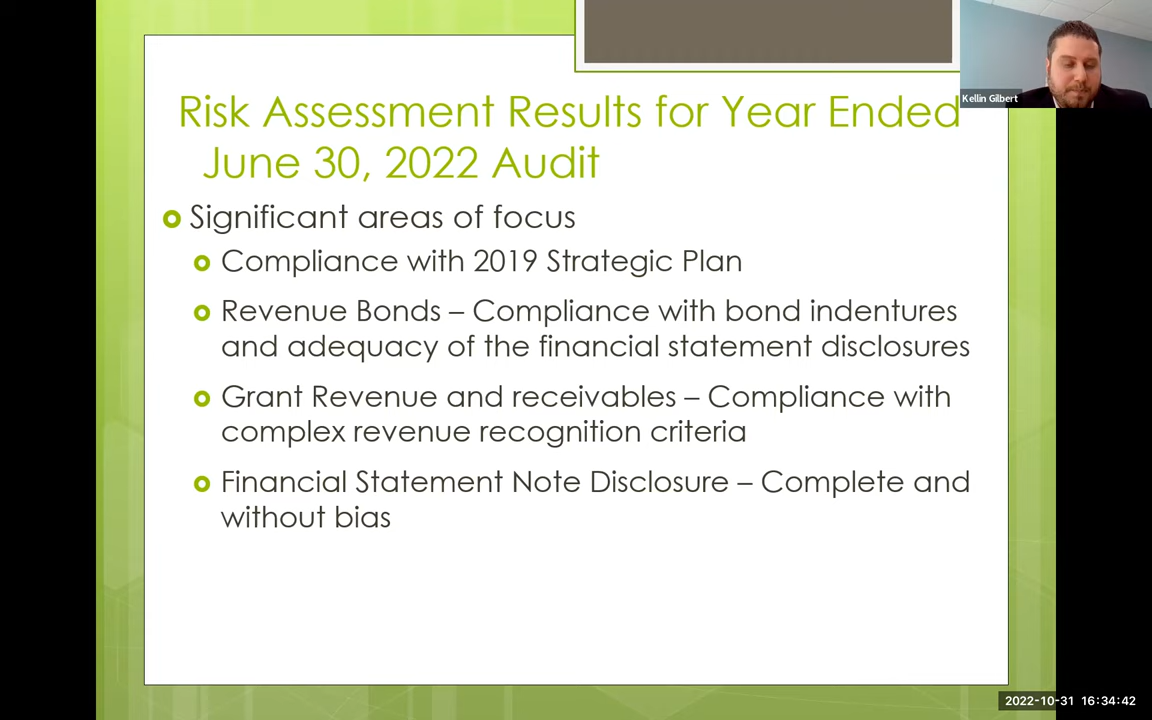 Risk Assessment Results for Year Ended
June 30, 2022 Audit
Significant areas of focus
Compliance with 2019 Strategic Plan
Revenue Bonds – Compliance with bond indentures
and adequacy of the financial statement disclosures
Grant Revenue and receivables – Compliance with
complex revenue recognition criteria
Financial Statement Note Disclosure – Complete and
without bias
Kellin Gilbert
2022-10-31 16:34:42